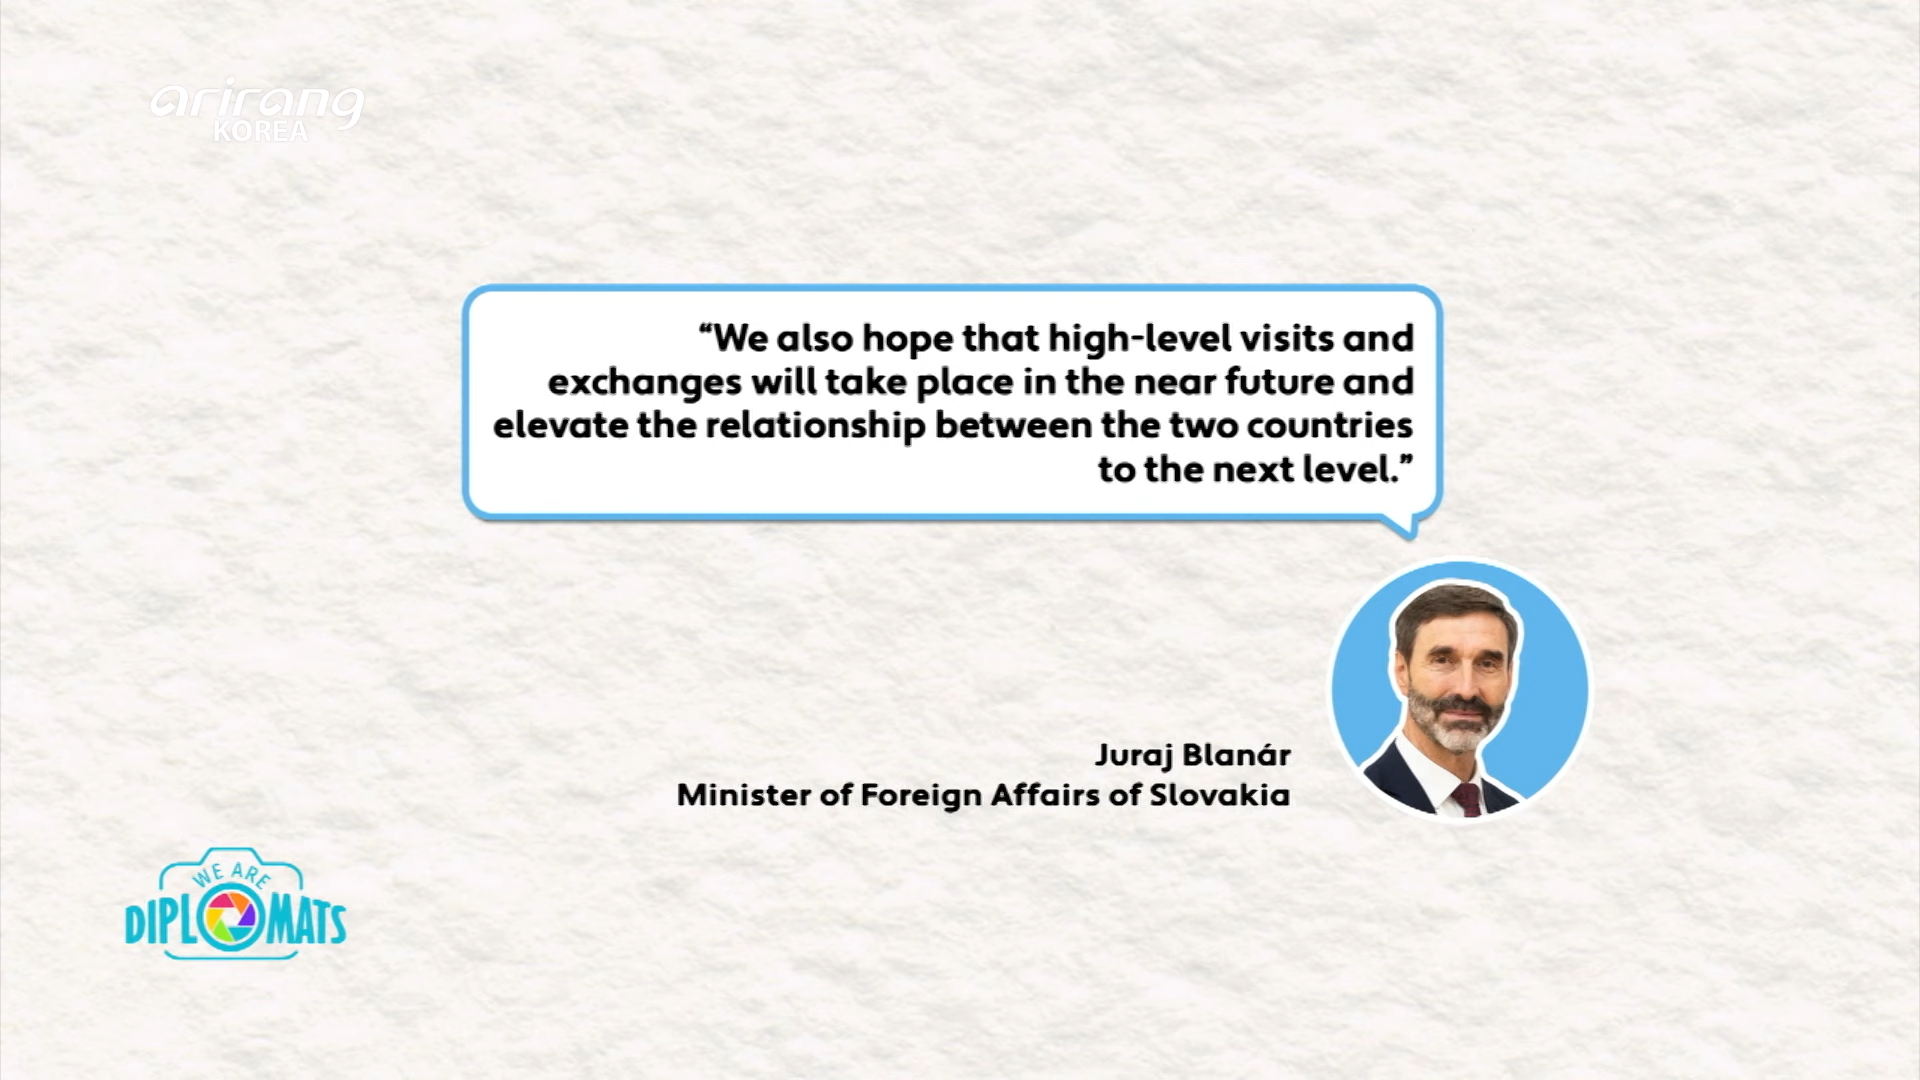 arirang
KOREA
“We also hope that high-level visits and
exchanges will take place in the near future and
elevate the relationship between the two countries
to the next level.”
Juraj Blanár
Minister of Foreign Affairs of Slovakia
WE ARE
DIPLOMATS